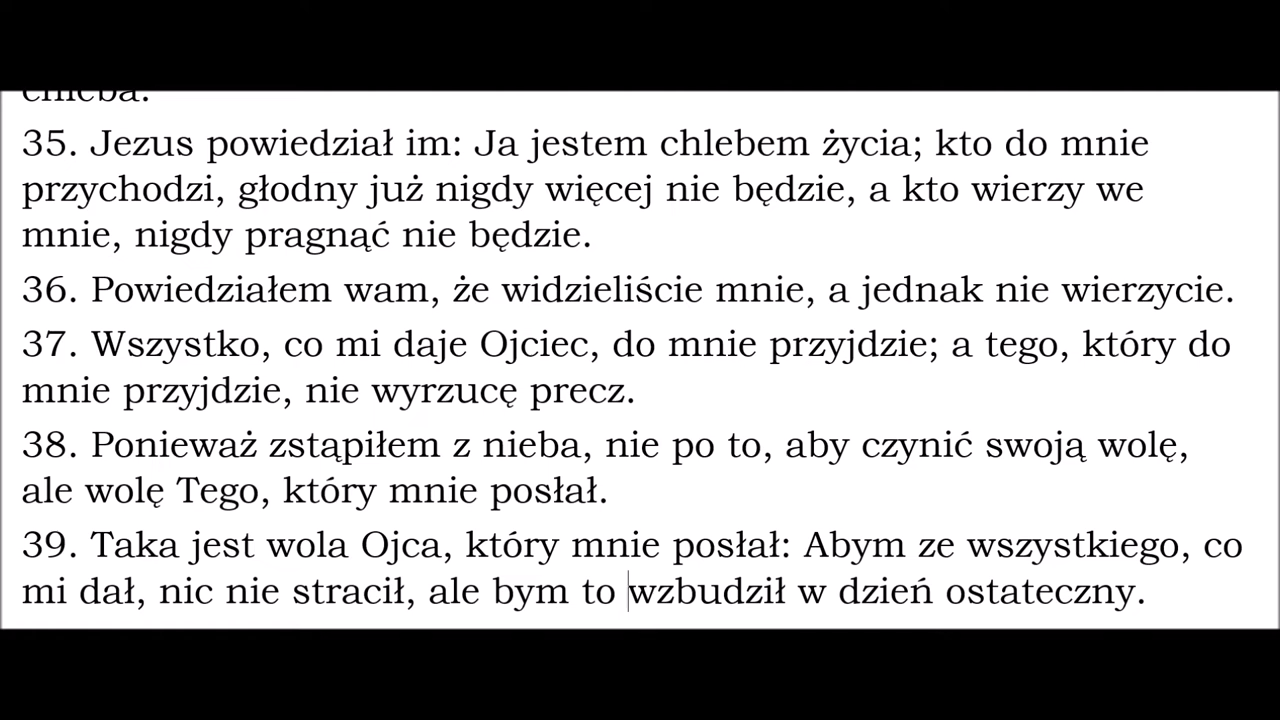 chleba.
35. Jezus powiedział im: Ja jestem chlebem życia; kto do mnie
przychodzi, głodny już nigdy więcej nie będzie, a kto wierzy we
mnie, nigdy pragnąć nie będzie.
36. Powiedziałem wam, że widzieliście mnie, a jednak nie wierzycie.
37. Wszystko, co mi daje Ojciec, do mnie przyjdzie; a tego, który do
mnie przyjdzie, nie wyrzucę precz.
38. Ponieważ zstąpiłem z nieba, nie po to, aby czynić swoją wolę,
ale wolę Tego, który mnie posłał.
39. Taka jest wola Ojca, który mnie posłał: Abym ze wszystkiego, co
mi dał, nic nie stracił, ale bym to wzbudził w dzień ostateczny.